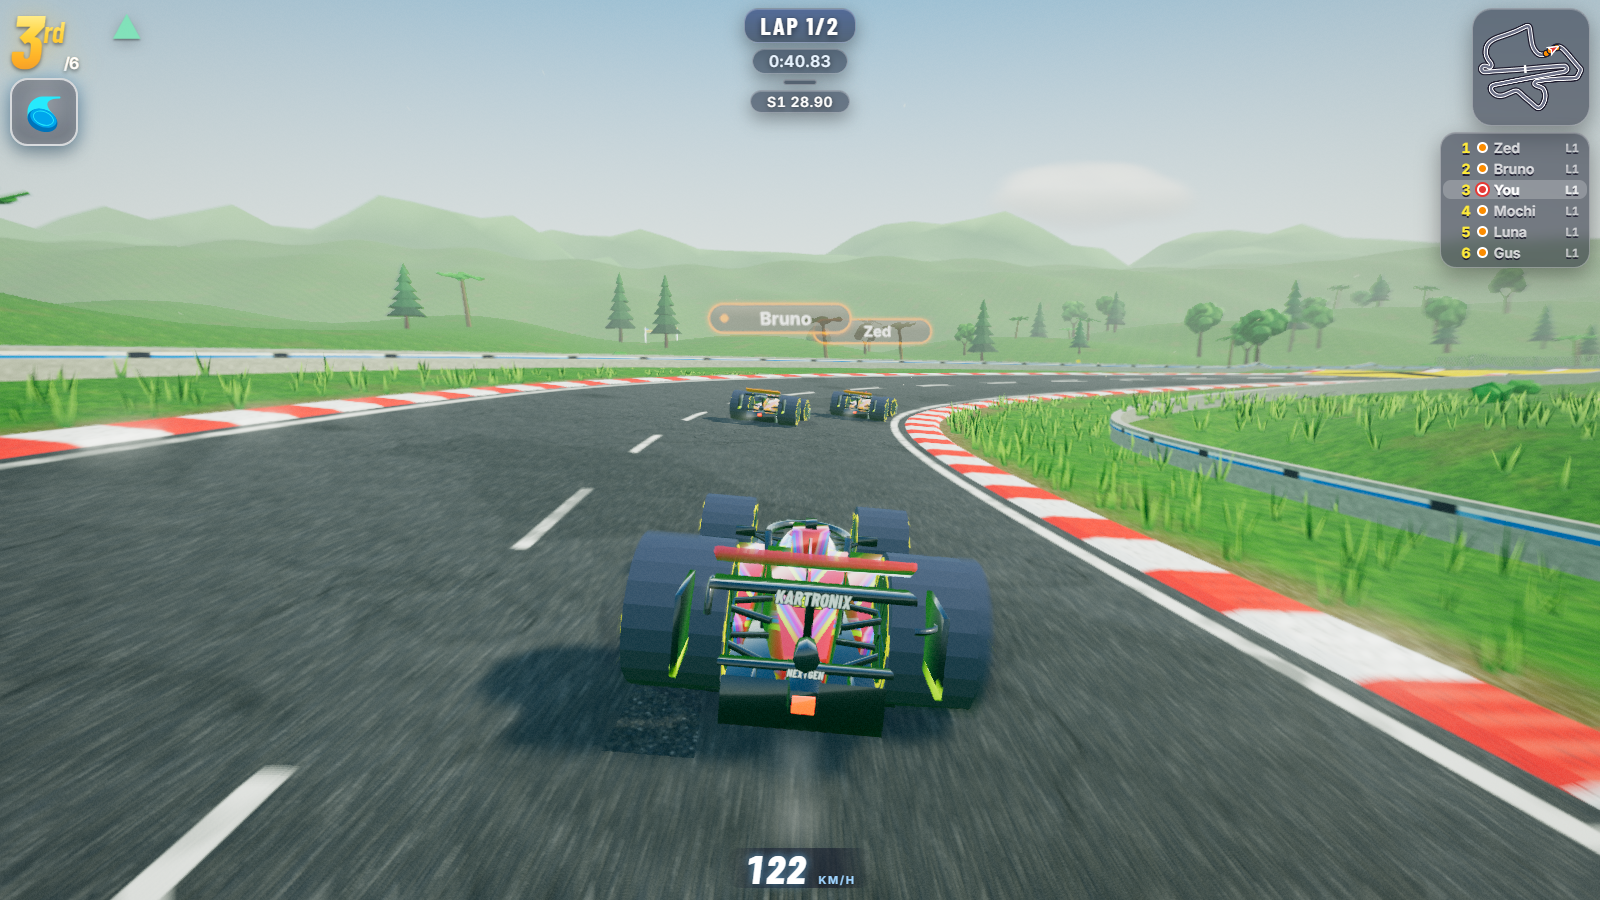 3rd
/6
LAP 1/2
0:40.83
S1 28.90
1 Zed L1
2 Bruno L1
3 You L1
4 Mochi L1
5 Luna L1
6 Gus L1
Bruno
Zed
KARTRONIX
NEXTGEN
122 KM/H